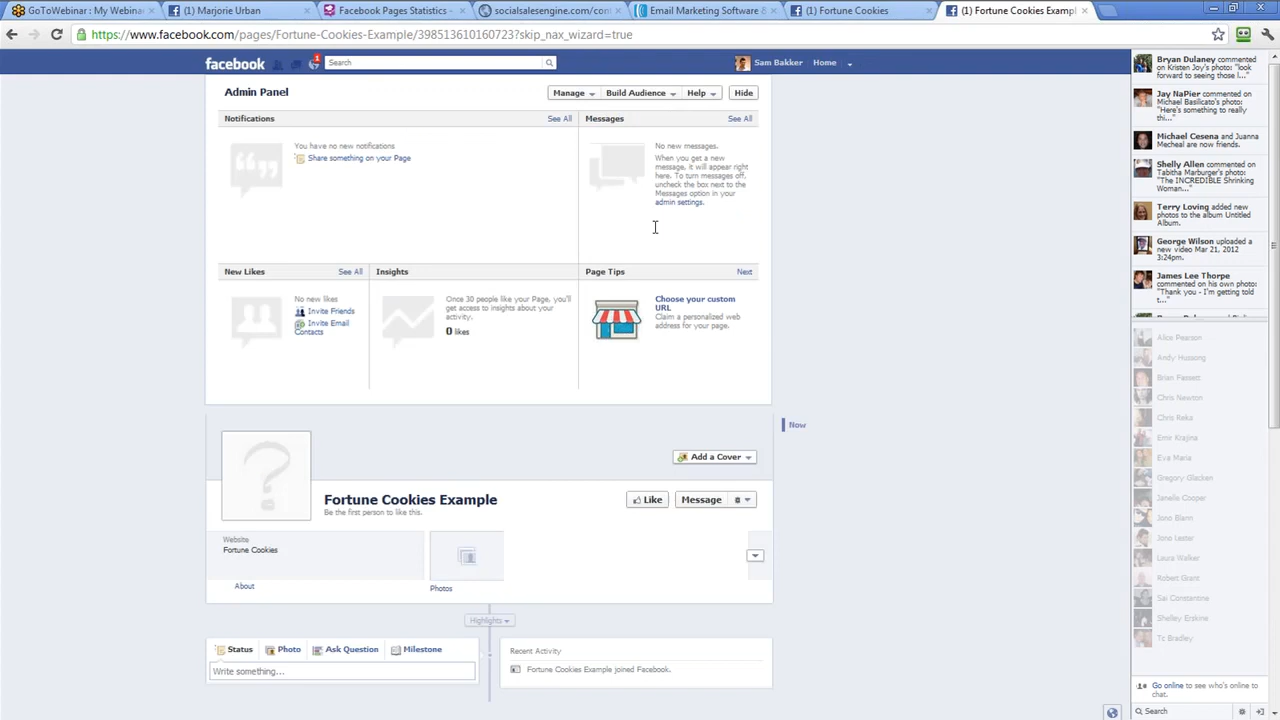 GoToWebinar : My Webina
(1) Marjorie Urban
Facebook Pages Statistics -
socialsalesengine.com/cont
Email Marketing Software &
(1) Fortune Cookies
(1) Fortune Cookies Examp
https://www.facebook.com/pages/Fortune-Cookies-Example/398513610160723?skip_nax_wizard=true
facebook
1
Search
Sam Bakker
Home
Admin Panel
Manage
Build Audience
Help
Hide
Notifications
See All
Messages
See All
You have no new notifications
Share something on your Page
No new messages.
When you get a new
message, it will appear right
here. To turn messages off,
uncheck the box next to the
Messages option in your
admin settings.
New Likes
See All
Insights
Page Tips
Next
No new likes
Invite Friends
Invite Email
Contacts
Once 30 people like your Page, you'll
get access to insights about your
activity.
0 likes
Choose your custom
URL
Claim a personalized web
address for your page.
Now
Add a Cover
Fortune Cookies Example
Be the first person to like this.
Like
Message
Website
Fortune Cookies
About
Photos
Highlights
Status
Photo
Ask Question
Milestone
Write something...
Recent Activity
Fortune Cookies Example joined Facebook.
Bryan Dulaney commented
on Kristen Joy's photo: "look
forward to seeing those l..."
Jay NaPier commented on
Michael Basilicato's photo:
"Here's something to really
thi..."
Michael Cesena and Juanna
Mecheal are now friends.
Shelly Allen commented on
Tabitha Marburger's photo:
"The INCREDIBLE Shrinking
Woman..."
Terry Loving added new
photos to the album Untitled
Album.
George Wilson uploaded a
new video Mar 21, 2012
3:24pm.
James Lee Thorpe
commented on his own photo:
"Thank you - I'm getting told
t..."
Alice Pearson
Andy Hussong
Brian Fassett
Chris Newton
Chris Reka
Emir Krajina
Eva Maria
Gregory Glacken
Janelle Cooper
Jono Blann
Jono Lester
Laura Walker
Robert Grant
Sai Constantine
Shelley Erskine
Tc Bradley
Go online to see who's online to
chat.
Search